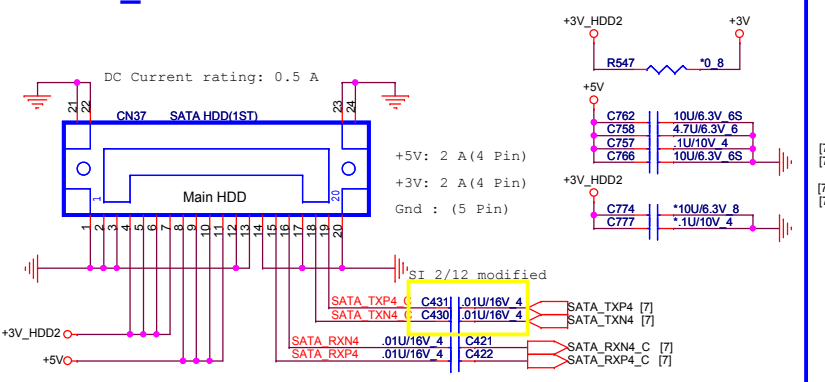 +3V_HDD2
+3V
R547
*0_8
DC Current rating: 0.5 A
21
22
23
24
CN37
SATA HDD(1ST)
+5V
C762
10U/6.3V_6S
C758
4.7U/6.3V_6
C757
.1U/10V_4
C766
10U/6.3V_6S
+5V: 2 A(4 Pin)
+3V: 2 A(4 Pin)
Gnd : (5 Pin)
Main HDD
1
20
+3V_HDD2
C774
*10U/6.3V_8
C777
*.1U/10V_4
1
2
3
4
5
6
7
8
9
10
11
12
13
14
15
16
17
18
19
20
SI 2/12 modified
SATA_TXP4_C
C431
.01U/16V_4
SATA_TXP4 [7]
SATA_TXN4_C
C430
.01U/16V_4
SATA_TXN4 [7]
+3V_HDD2
SATA_RXN4
.01U/16V_4
C421
SATA_RXN4_C [7]
+5V
SATA_RXP4
.01U/16V_4
C422
SATA_RXP4_C [7]